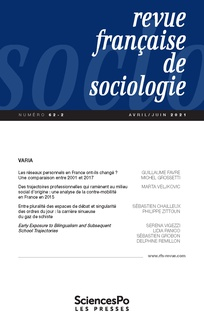 revue
française
de
sociologie
NUMÉRO 62-2
AVRIL/JUIN 2021
VARIA
Les réseaux personnels en France ont-ils changé ?
Une comparaison entre 2001 et 2017
GUILLAUME FAVRE
MICHEL GROSSETTI
Des trajectoires professionnelles qui ramènent au milieu
social d'origine : une analyse de la contre-mobilité
en France en 2015
MARTA VELJKOVIC
Entre pluralité des espaces de débat et singularité
des ordres du jour : la carrière sinueuse
du gaz de schiste
SÉBASTIEN CHAILLEUX
PHILIPPE ZITTOUN
Early Exposure to Bilingualism and Subsequent
School Trajectories
SERENA VIGEZZI
LIDIA PANICO
SÉBASTIEN GROBON
DELPHINE REMILLON
www.rfs-revue.com
SciencesPo
LES PRESSES